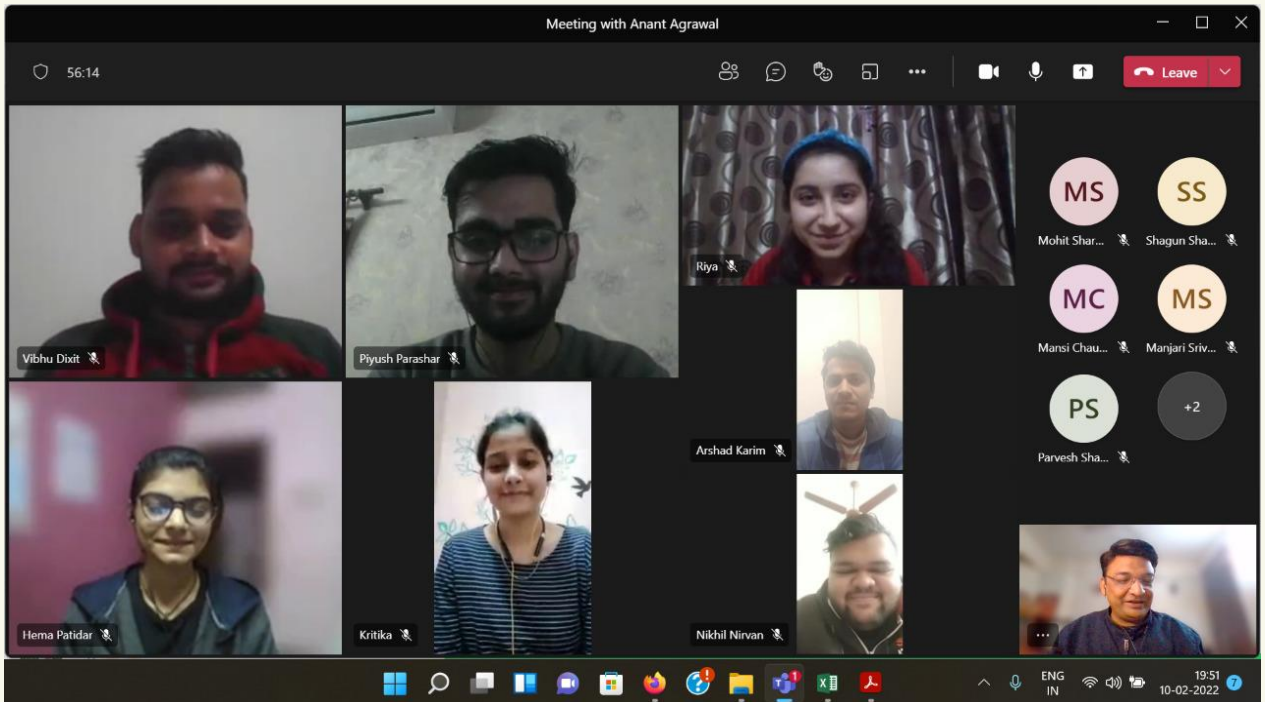 Meeting with Anant Agrawal
56:14
Leave
Vibhu Dixit
Piyush Parashar
Riya
MS
SS
Mohit Shar...
Shagun Sha...
MC
MS
Mansi Chau...
Manjari Sriv...
PS
+2
Parvesh Sha...
Arshad Karim
Hema Patidar
Kritika
Nikhil Nirvan
...
1
ENG
IN
19:51
10-02-2022
7